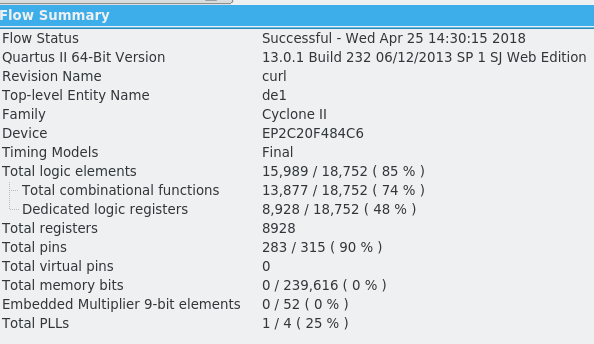 Flow Summary
Flow Status Successful - Wed Apr 25 14:30:15 2018
Quartus II 64-Bit Version 13.0.1 Build 232 06/12/2013 SP 1 SJ Web Edition
Revision Name curl
Top-level Entity Name de1
Family Cyclone II
Device EP2C20F484C6
Timing Models Final
Total logic elements 15,989 / 18,752 ( 85 % )
Total combinational functions 13,877 / 18,752 ( 74 % )
Dedicated logic registers 8,928 / 18,752 ( 48 % )
Total registers 8928
Total pins 283 / 315 ( 90 % )
Total virtual pins 0
Total memory bits 0 / 239,616 ( 0 % )
Embedded Multiplier 9-bit elements 0 / 52 ( 0 % )
Total PLLs 1 / 4 ( 25 % )